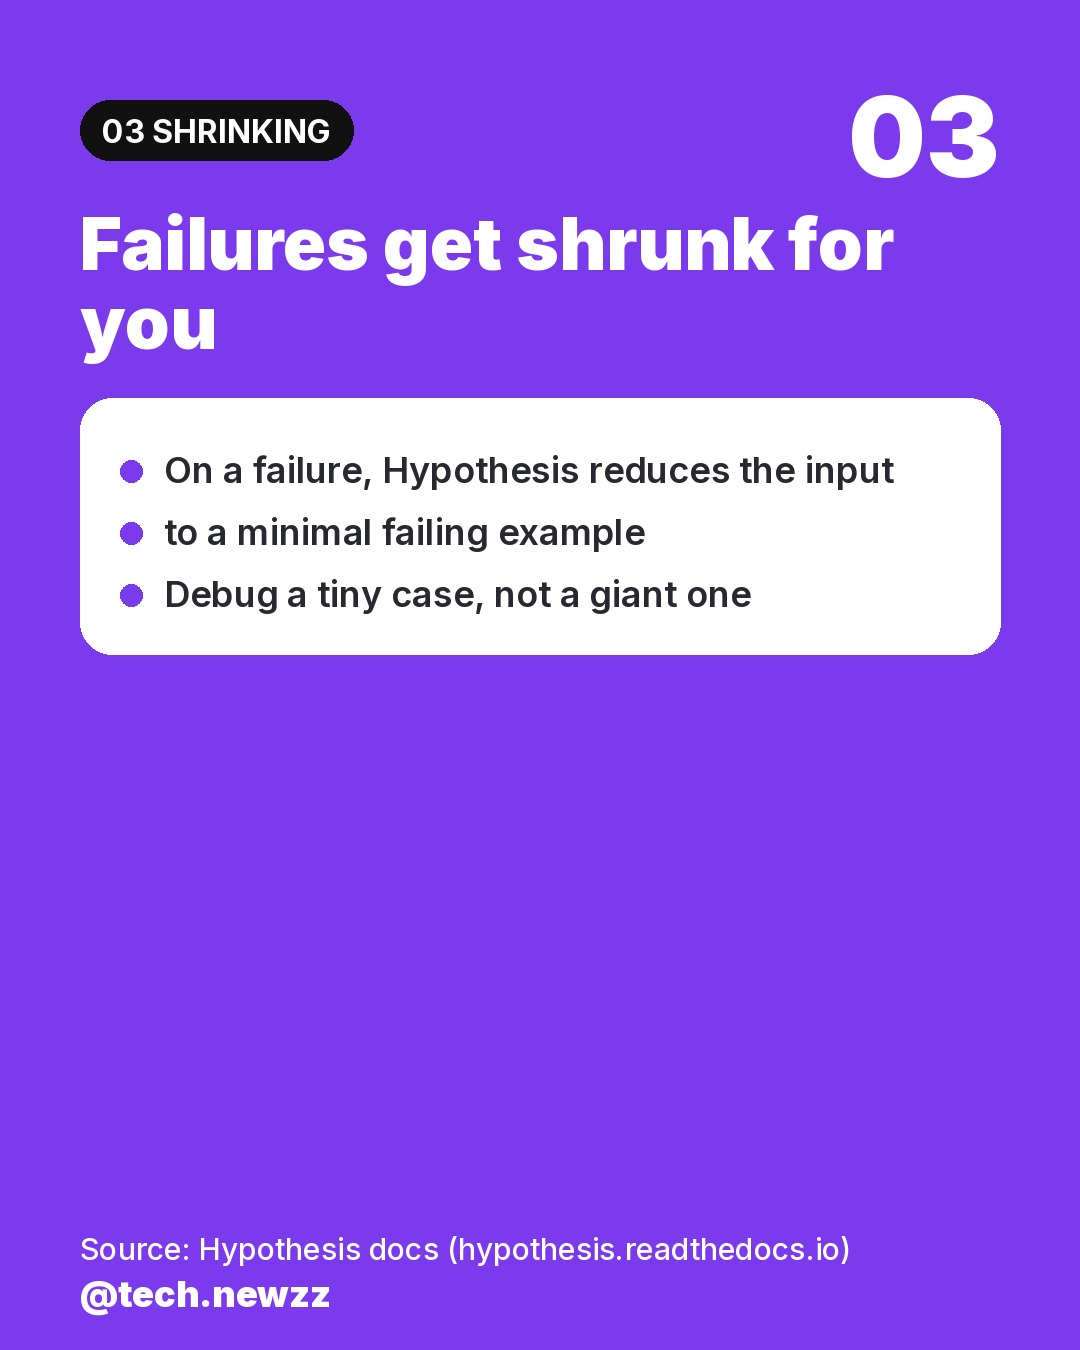 03 SHRINKING
03
Failures get shrunk for
you
On a failure, Hypothesis reduces the input
to a minimal failing example
Debug a tiny case, not a giant one
Source: Hypothesis docs (hypothesis.readthedocs.io)
@tech.newzz